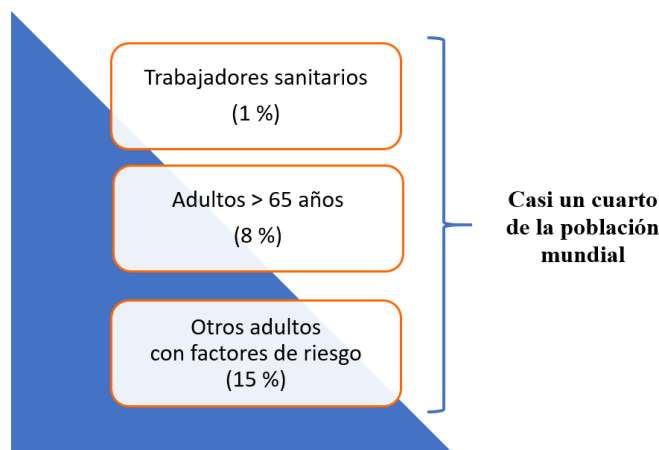 Trabajadores sanitarios
(1 %)
Adultos > 65 años
(8 %)
Otros adultos
con factores de riesgo
(15 %)
Casi un cuarto
de la población
mundial